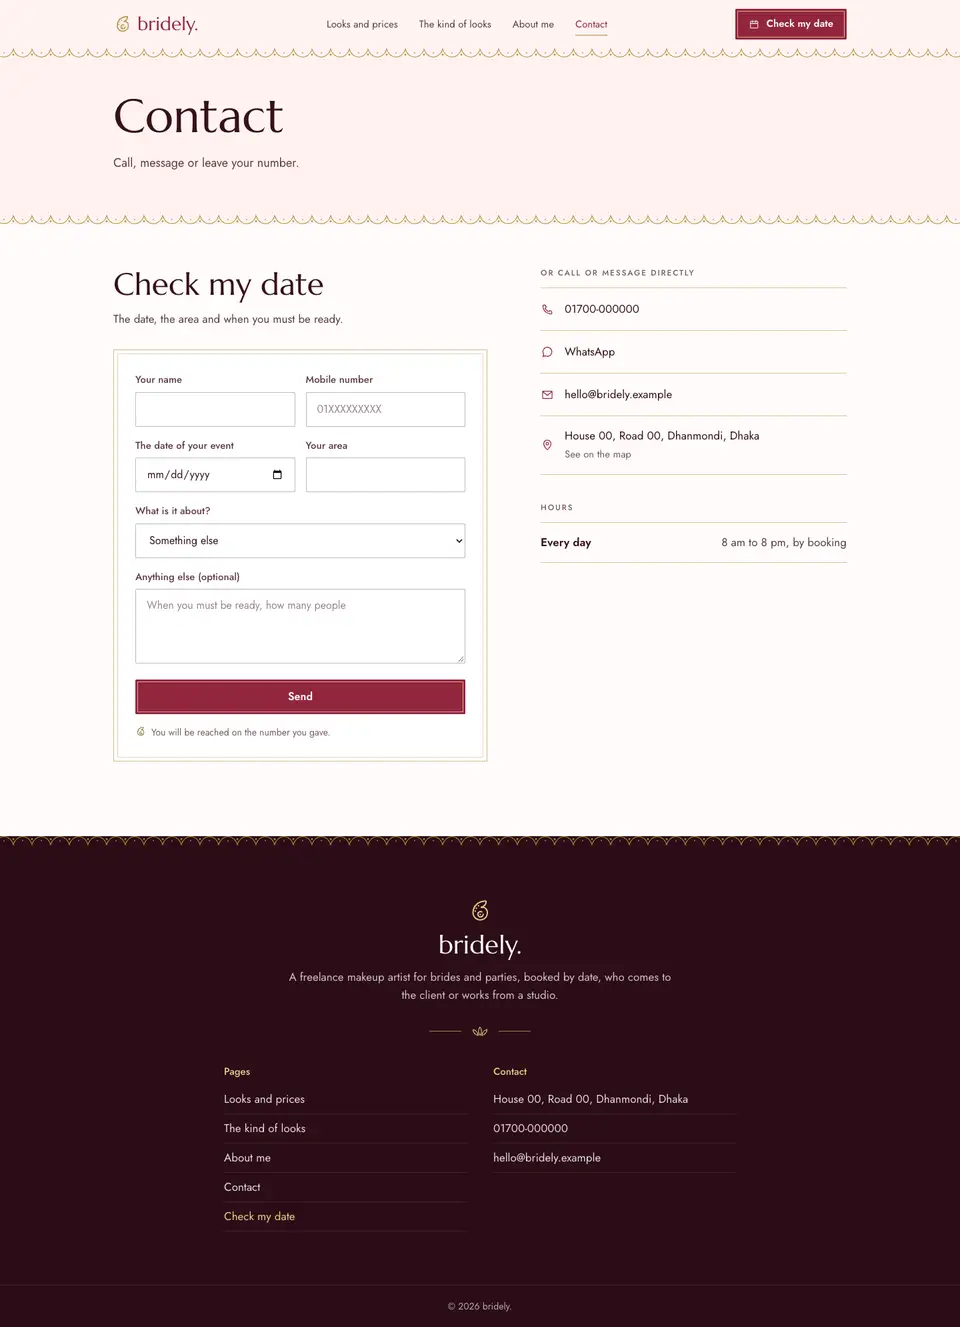 bridely.
Looks and prices
The kind of looks
About me
Contact
Check my date
Contact
Call, message or leave your number.
Check my date
The date, the area and when you must be ready.
Your name
Mobile number
01XXXXXXXXX
The date of your event
Your area
mm/dd/yyyy
What is it about?
Something else
Anything else (optional)
When you must be ready, how many people
Send
You will be reached on the number you gave.
OR CALL OR MESSAGE DIRECTLY
01700-000000
WhatsApp
hello@bridely.example
House 00, Road 00, Dhanmondi, Dhaka
See on the map
HOURS
Every day
8 am to 8 pm, by booking
bridely.
A freelance makeup artist for brides and parties, booked by date, who comes to
the client or works from a studio.
Pages
Looks and prices
The kind of looks
About me
Contact
Check my date
Contact
House 00, Road 00, Dhanmondi, Dhaka
01700-000000
hello@bridely.example
© 2026 bridely.